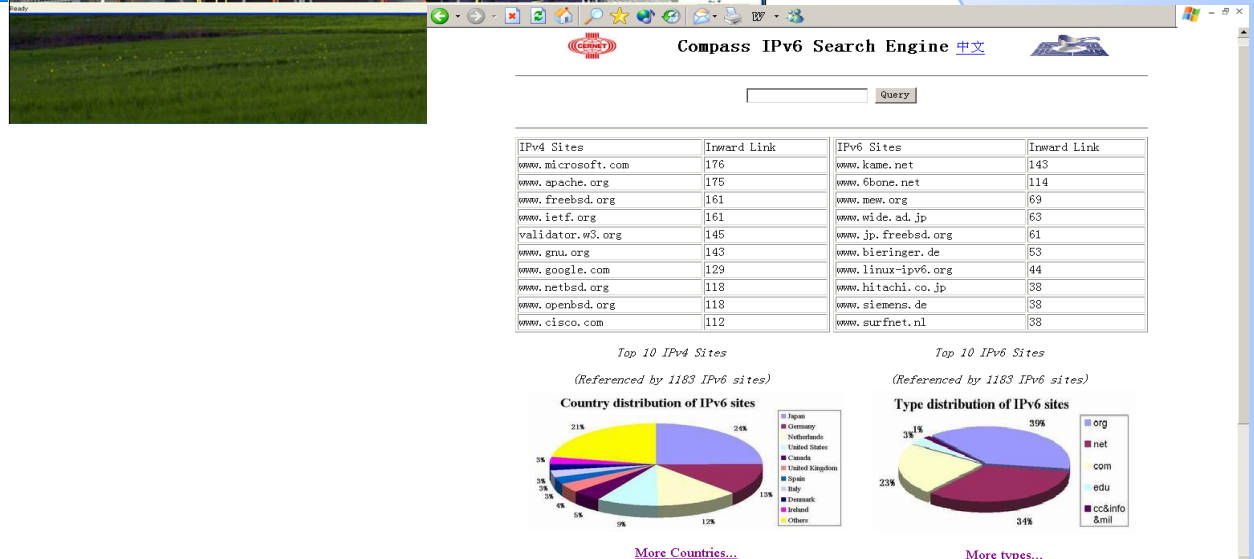 Ready
CERNET
Compass IPv6 Search Engine 中文
Query
IPv4 Sites Inward Link
www.microsoft.com 176
www.apache.org 175
www.freebsd.org 161
www.ietf.org 161
validator.w3.org 145
www.gnu.org 143
www.google.com 129
www.netbsd.org 118
www.openbsd.org 118
www.cisco.com 112
IPv6 Sites Inward Link
www.kame.net 143
www.6bone.net 114
www.mew.org 69
www.wide.ad.jp 63
www.jp.freebsd.org 61
www.bieringer.de 53
www.linux-ipv6.org 44
www.hitachi.co.jp 38
www.siemens.de 38
www.surfnet.nl 38
Top 10 IPv4 Sites
(Referenced by 1183 IPv6 sites)
Top 10 IPv6 Sites
(Referenced by 1183 IPv6 sites)
Country distribution of IPv6 sites
21%
24%
3%
3%
3%
4%
5%
9%
12%
13%
Japan
Germany
Netherlands
United States
Canada
United Kingdom
Spain
Italy
Denmark
Ireland
Others
More Countries...
Type distribution of IPv6 sites
1%
3%
39%
23%
34%
org
net
com
edu
cc&info
&mil
More types...